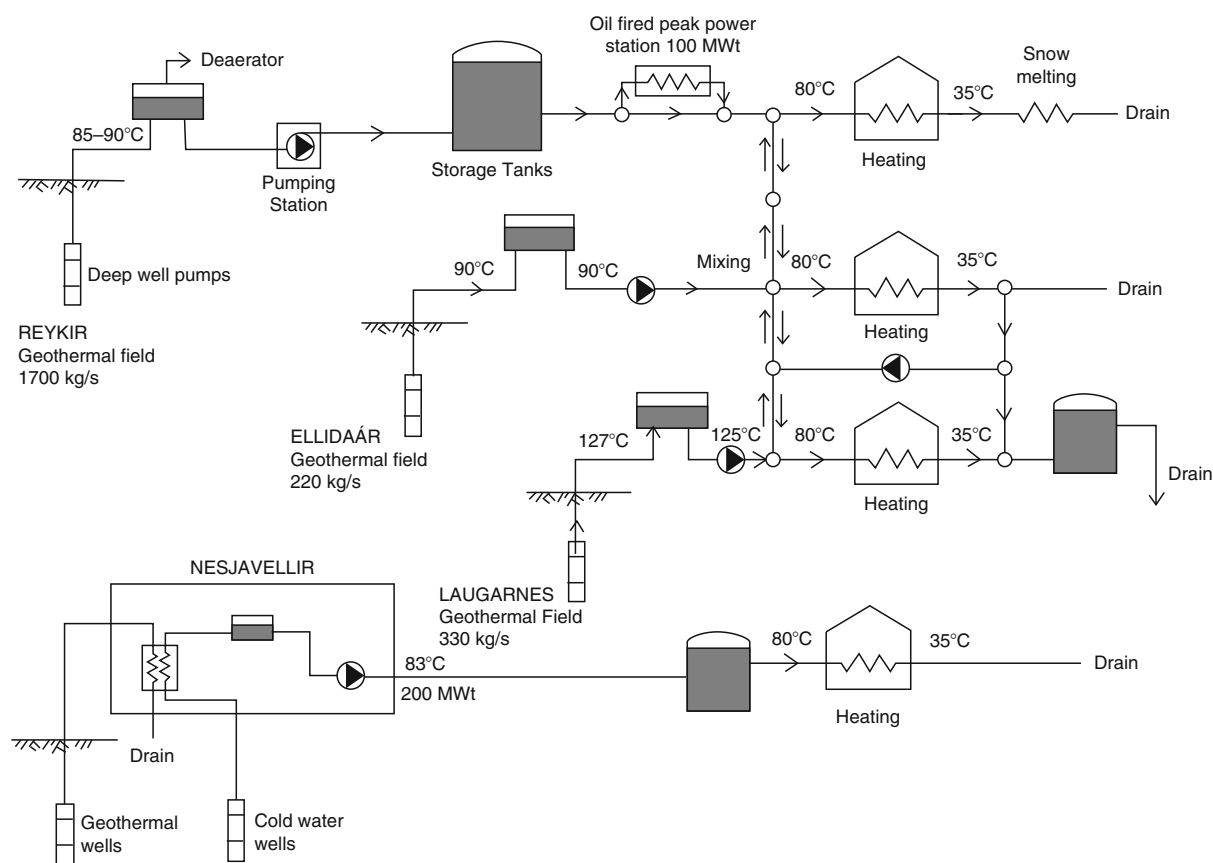 Oil fired peak power
station 100 MWt
Deaerator
Snow
melting
80°C
35°C
85–90°C
Drain
Storage Tanks
Heating
Pumping
Station
Deep well pumps
Mixing
90°C
90°C
80°C
35°C
Drain
REYKIR
Geothermal field
1700 kg/s
Heating
ELLIDAÁR
Geothermal field
220 kg/s
127°C
125°C
80°C
35°C
Drain
Heating
NESJAVELLIR
LAUGARNES
Geothermal Field
330 kg/s
83°C
200 MWt
80°C
35°C
Drain
Heating
Drain
Geothermal
wells
Cold water
wells